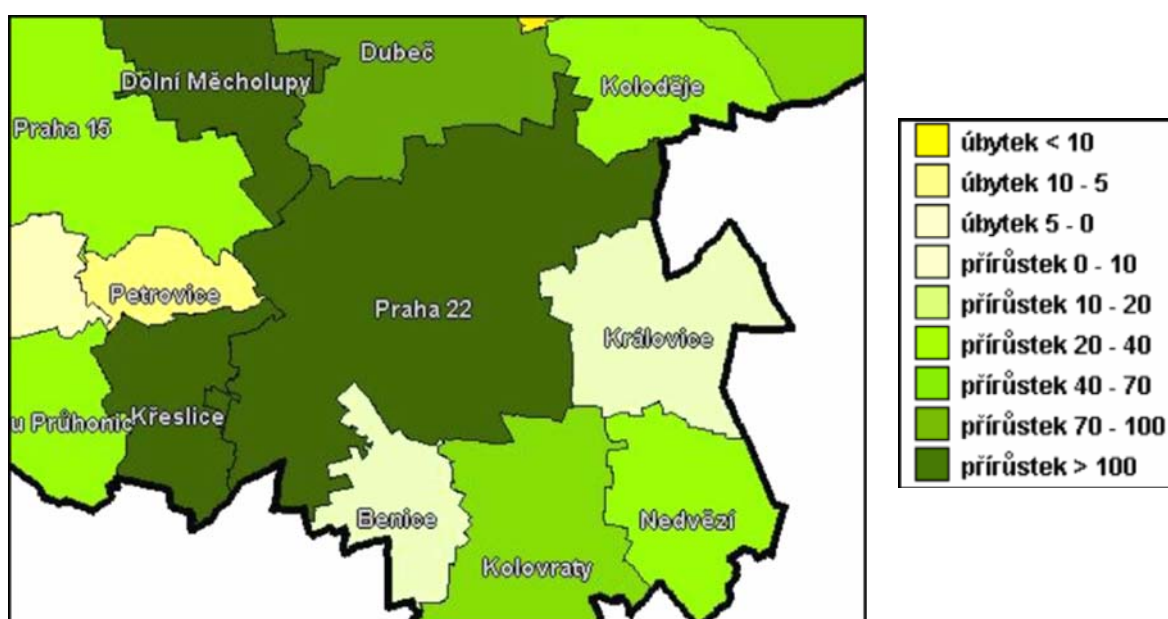 Dubeč
Dolní Měcholupy
Koloděje
Praha 15
Petrovice
Praha 22
Královice
u Průhonic
Křeslice
Benice
Nedvězí
Kolovraty
úbytek < 10
úbytek 10 - 5
úbytek 5 - 0
přírůstek 0 - 10
přírůstek 10 - 20
přírůstek 20 - 40
přírůstek 40 - 70
přírůstek 70 - 100
přírůstek > 100